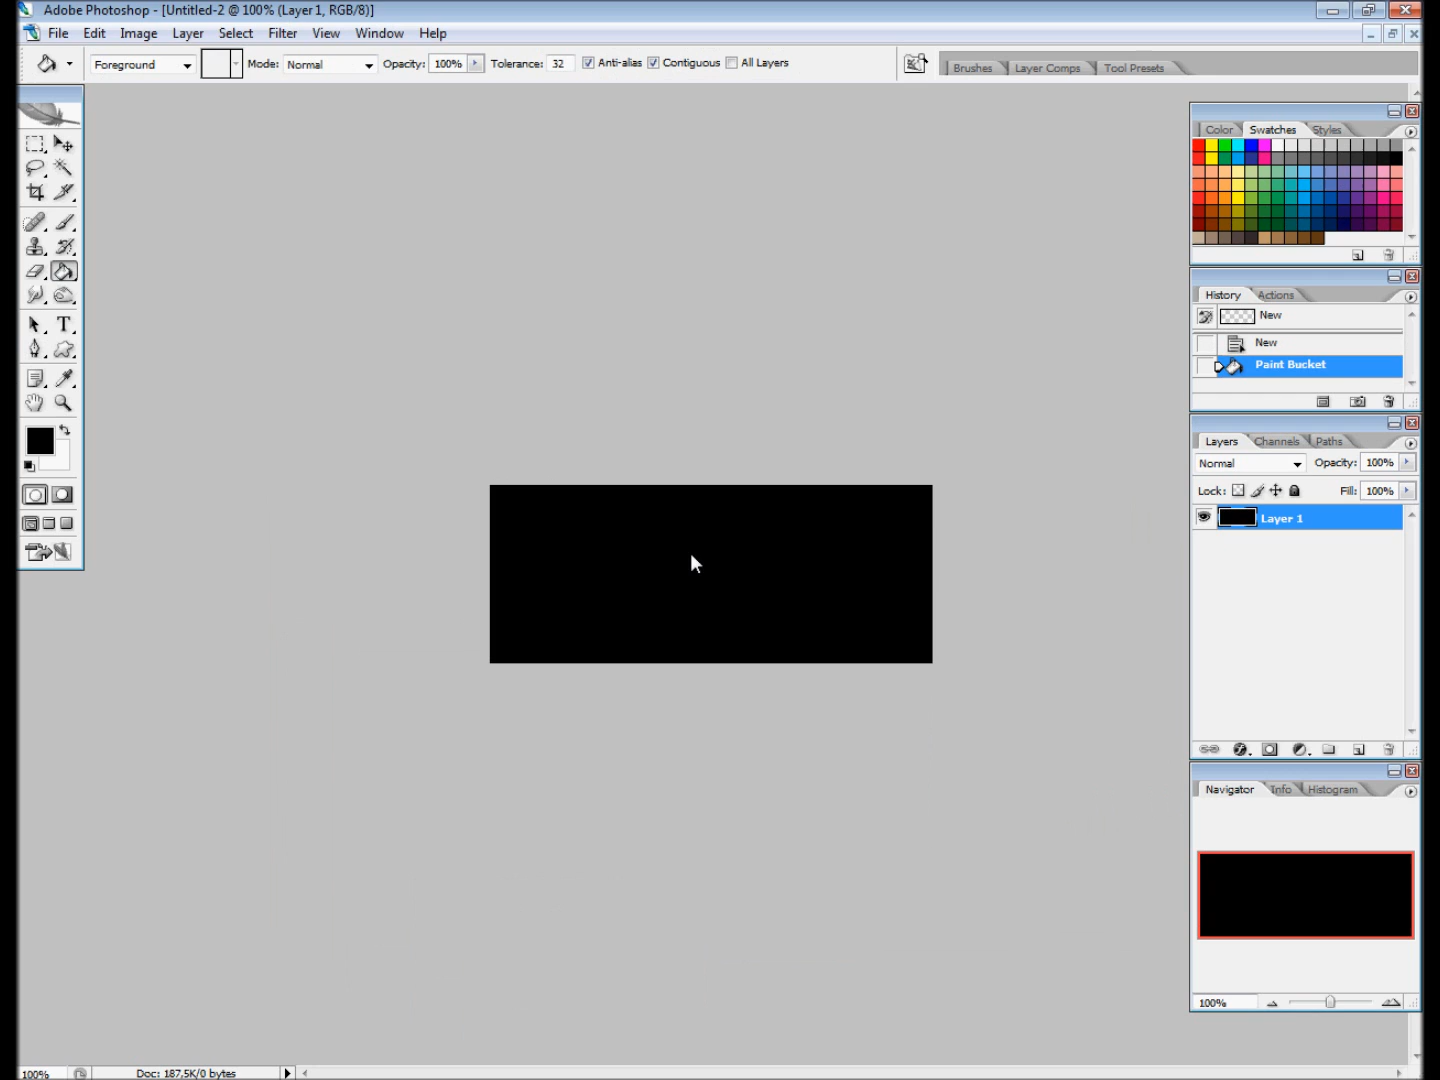 Adobe Photoshop - [Untitled-2 @ 100% (Layer 1, RGB/8)]
File Edit Image Layer Select Filter View Window Help
Foreground Mode: Normal Opacity: 100% Tolerance: 32 Anti-alias Contiguous All Layers
Brushes Layer Comps Tool Presets
Color Swatches Styles
History Actions
New
New
Paint Bucket
Layers Channels Paths
Normal Opacity: 100%
Lock: Fill: 100%
Layer 1
Navigator Info Histogram
100%
100% Doc: 187,5K/0 bytes